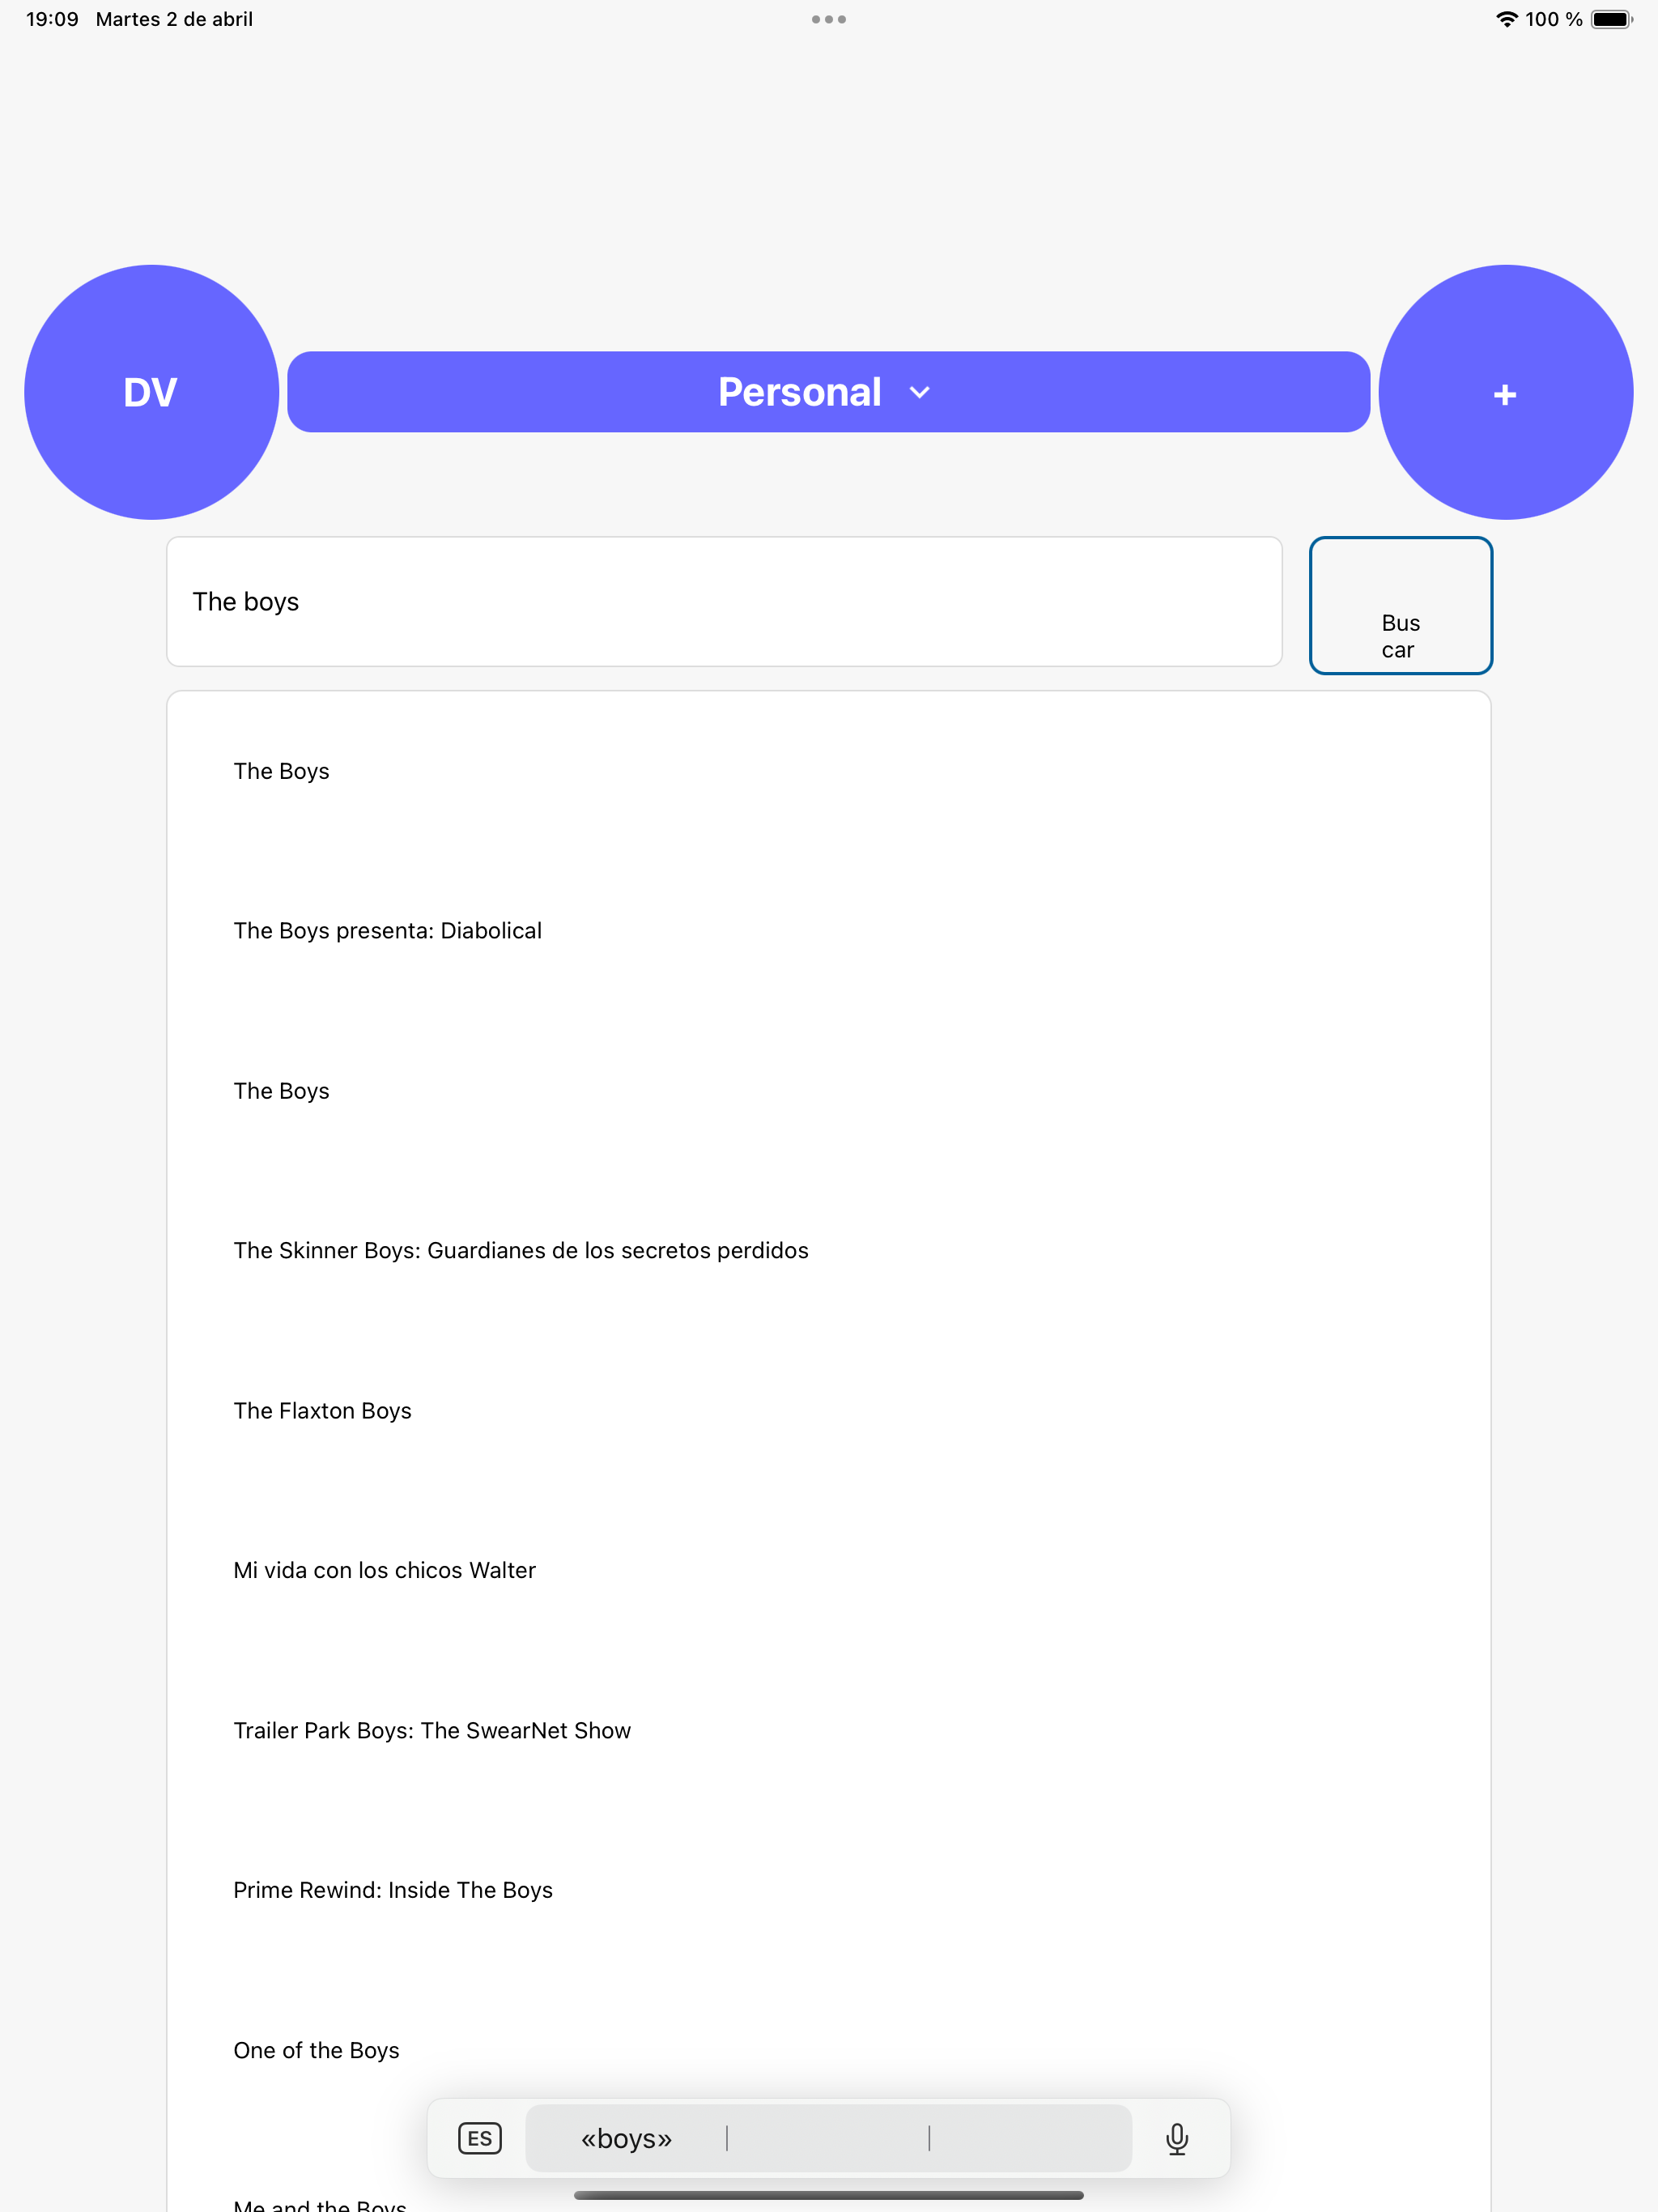 19:09 Martes 2 de abril
100 %
DV
Personal
+
The boys
Bus
car
The Boys
The Boys presenta: Diabolical
The Boys
The Skinner Boys: Guardianes de los secretos perdidos
The Flaxton Boys
Mi vida con los chicos Walter
Trailer Park Boys: The SwearNet Show
Prime Rewind: Inside The Boys
One of the Boys
ES
«boys»
Me and the Boys